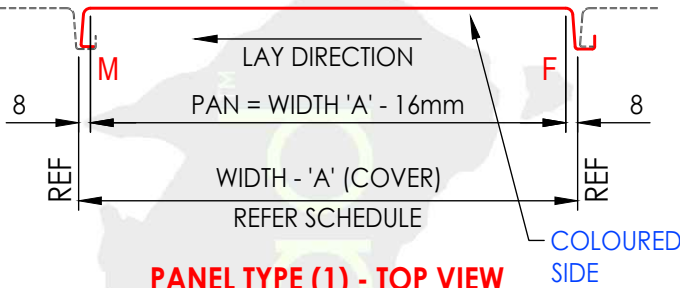 LAY DIRECTION
M
F
8
PAN = WIDTH 'A' - 16mm
8
REF
WIDTH - 'A' (COVER)
REF
REFER SCHEDULE
COLOURED
SIDE
PANEL TYPE (1) - TOP VIEW
TM